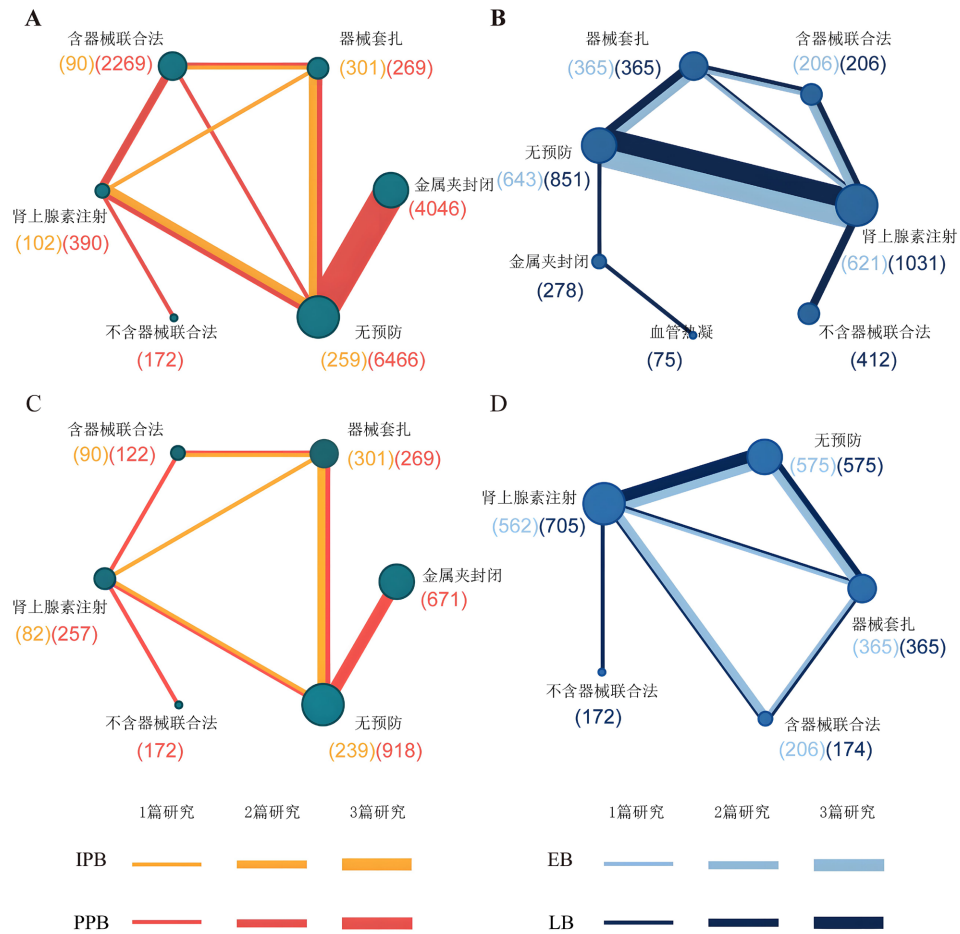 A
含器械联合法
(90)(2269)
器械套扎
(301)(269)
金属夹封闭
(4046)
肾上腺素注射
(102)(390)
不含器械联合法
(172)
无预防
(259)(6466)
B
器械套扎
(365)(365)
含器械联合法
(206)(206)
无预防
(643)(851)
肾上腺素注射
(621)(1031)
金属夹封闭
(278)
血管热凝
(75)
不含器械联合法
(412)
C
含器械联合法
(90)(122)
器械套扎
(301)(269)
金属夹封闭
(671)
肾上腺素注射
(82)(257)
不含器械联合法
(172)
无预防
(239)(918)
D
无预防
(575)(575)
肾上腺素注射
(562)(705)
器械套扎
(365)(365)
不含器械联合法
(172)
含器械联合法
(206)(174)
1篇研究 2篇研究 3篇研究
IPB
PPB
1篇研究 2篇研究 3篇研究
EB
LB